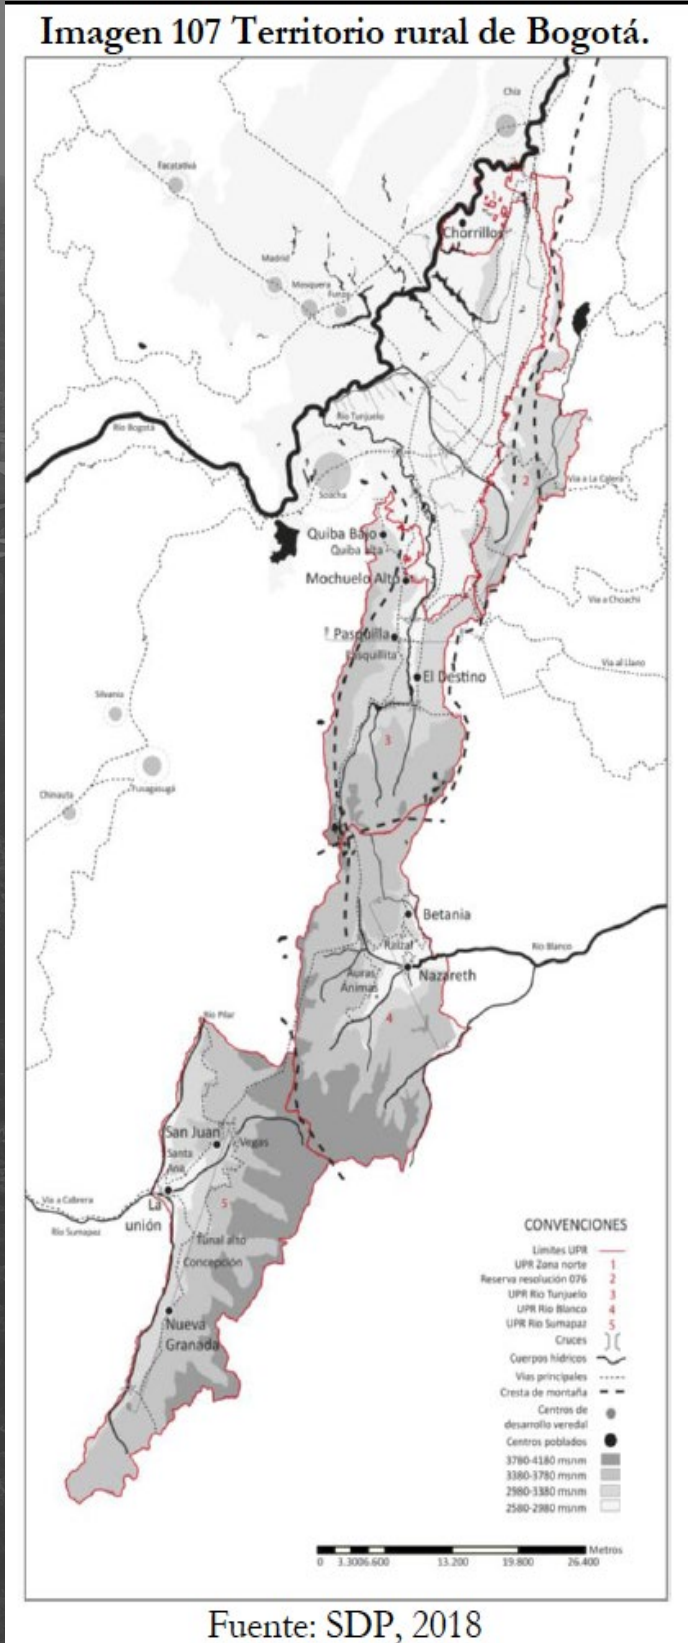 Imagen 107 Territorio rural de Bogotá.
Chía
Facatativá
Chorrillos
Madrid
Mosquera
Funza
Río Tunjuelo
Río Bogotá
2
Vía a La Calera
Soacha
Quiba Bajo
Quiba alta
Mochuelo Alto
Vía a Choachí
Pasquilla
Pasquillita
Vía al Llano
El Destino
Silvania
3
Fusagasugá
Chinauta
Betania
Raizal
Río Blanco
Nazareth
Auras
Ánimas
4
Río Pilar
San Juan
Vegas
Santa
Ana
Vía a Cabrera
La
unión
5
Río Sumapaz
Tunal alto
Concepción
Nueva
Granada
CONVENCIONES
Límites UPR
UPR Zona norte 1
Reserva resolución 076 2
UPR Río Tunjuelo 3
UPR Río Blanco 4
UPR Río Sumapaz 5
Cruces
Cuerpos hídricos
Vías principales
Cresta de montaña
Centros de
desarrollo veredal
Centros poblados
3780-4180 msnm
3380-3780 msnm
2980-3380 msnm
2580-2980 msnm
Metros
0 3.300 6.600 13.200 19.800 26.400
Fuente: SDP, 2018